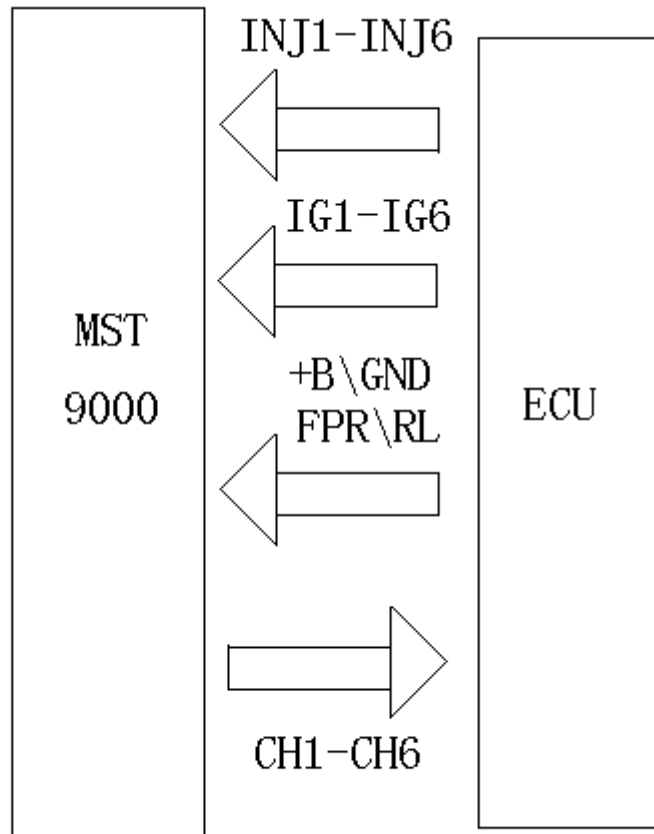 INJ1-INJ6
IG1-IG6
MST
9000
+B\GND
FPR\RL
ECU
CH1-CH6